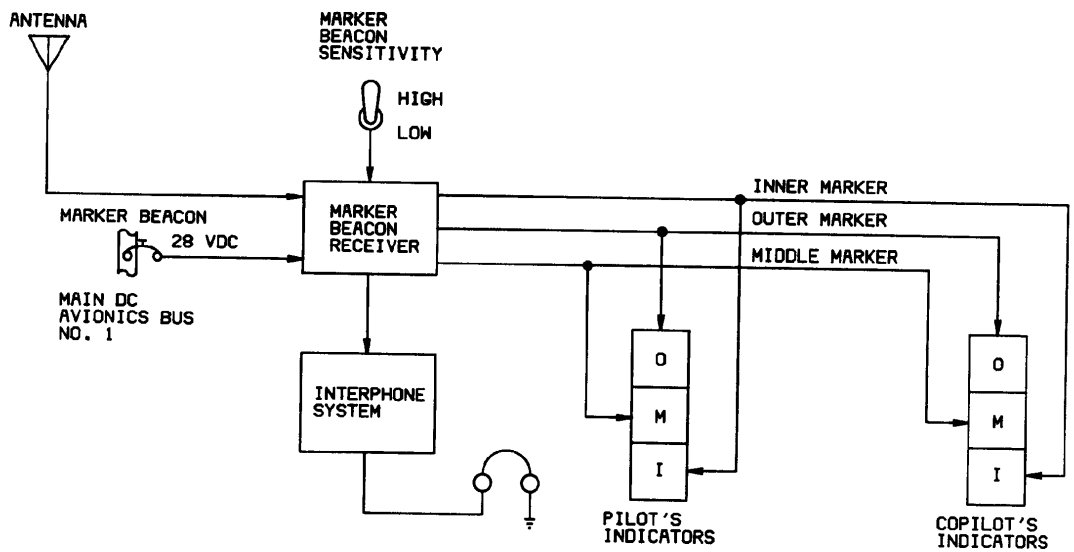 ANTENNA
MARKER
BEACON
SENSITIVITY
HIGH
LOW
MARKER BEACON
28 VDC
MAIN DC
AVIONICS BUS
NO. 1
MARKER
BEACON
RECEIVER
INNER MARKER
OUTER MARKER
MIDDLE MARKER
INTERPHONE
SYSTEM
O
M
I
PILOT'S
INDICATORS
O
M
I
COPILOT'S
INDICATORS